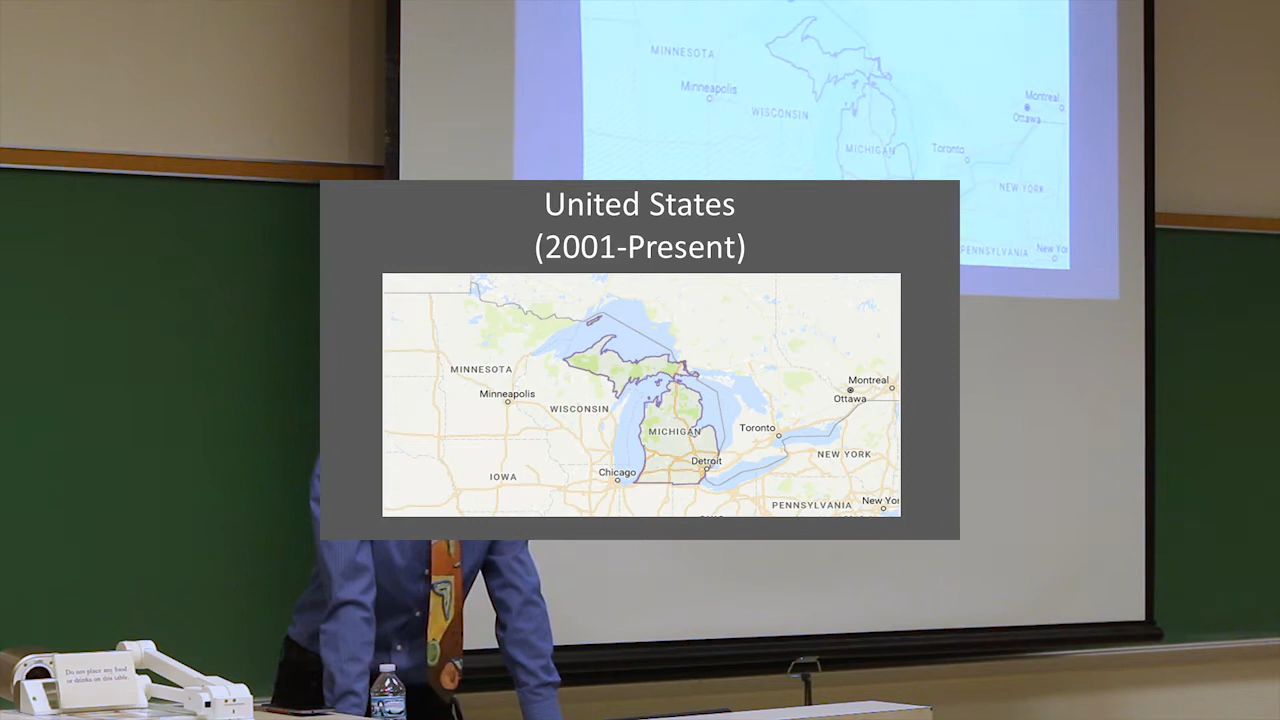 MINNESOTA
Minneapolis
WISCONSIN
MICHIGAN
Toronto
Montreal
Ottawa
NEW YORK
PENNSYLVANIA
New Yo
United States
(2001-Present)
MINNESOTA
Minneapolis
WISCONSIN
IOWA
Chicago
MICHIGAN
Detroit
Toronto
Montreal
Ottawa
NEW YORK
PENNSYLVANIA
New Yor
Do not place any food
or drinks on this table.